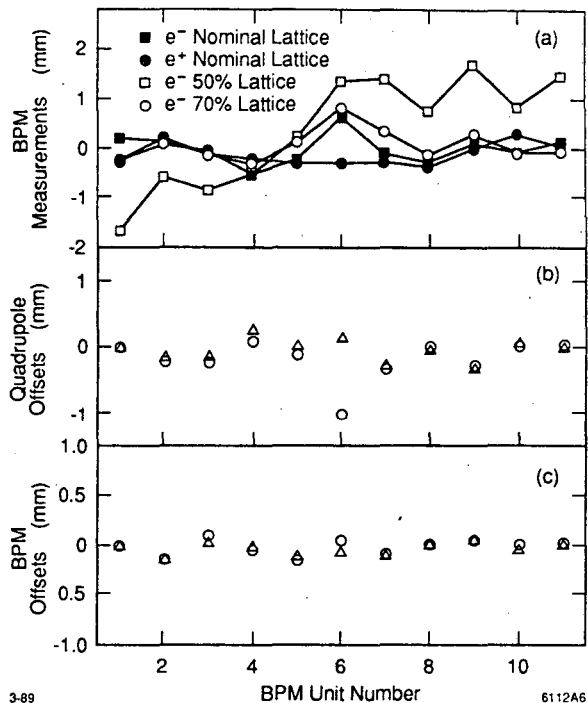 (a)
■ e⁻ Nominal Lattice
● e⁺ Nominal Lattice
□ e⁻ 50% Lattice
○ e⁻ 70% Lattice
BPM
Measurements (mm)
2
1
0
-1
-2
(b)
Quadrupole
Offsets (mm)
1
0
-1
(c)
BPM
Offsets (mm)
1.0
0.5
0
0.5
-1.0
2 4 6 8 10
BPM Unit Number
3-89
6112A6